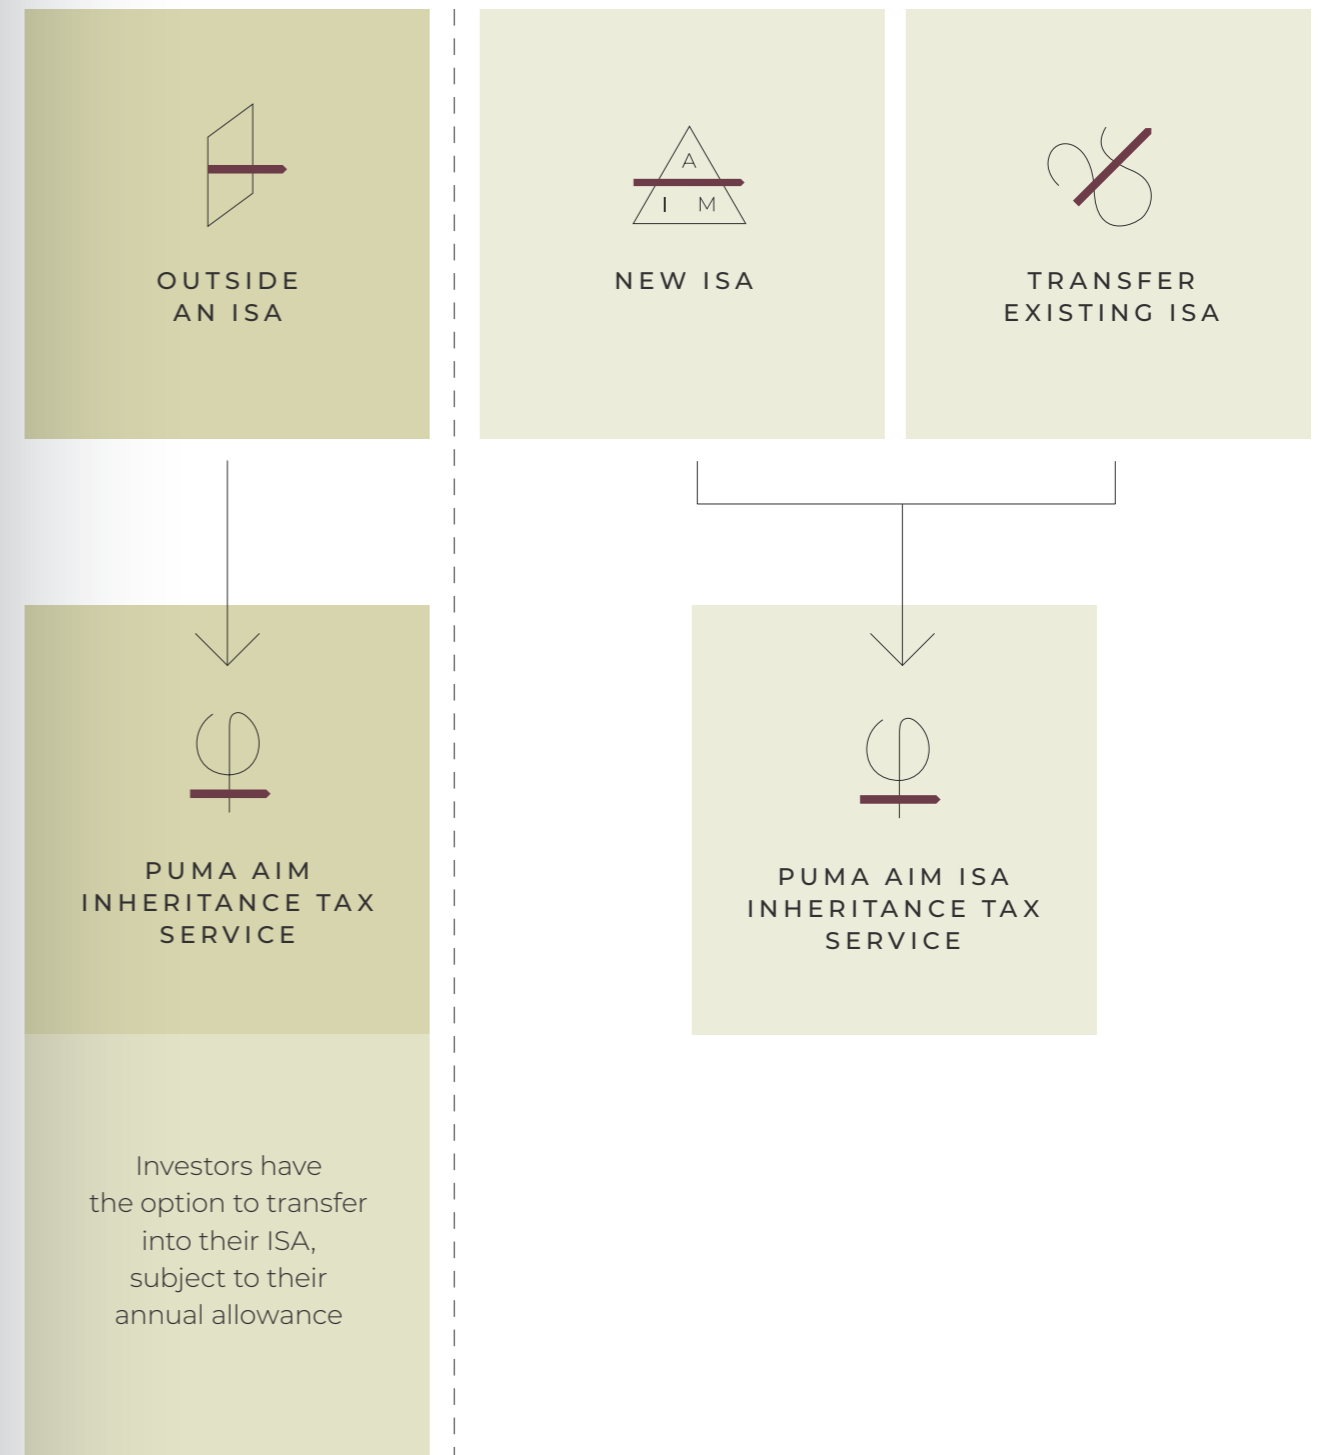 OUTSIDE
AN ISA
A
I M
NEW ISA
TRANSFER
EXISTING ISA
PUMA AIM
INHERITANCE TAX
SERVICE
PUMA AIM ISA
INHERITANCE TAX
SERVICE
Investors have
the option to transfer
into their ISA,
subject to their
annual allowance